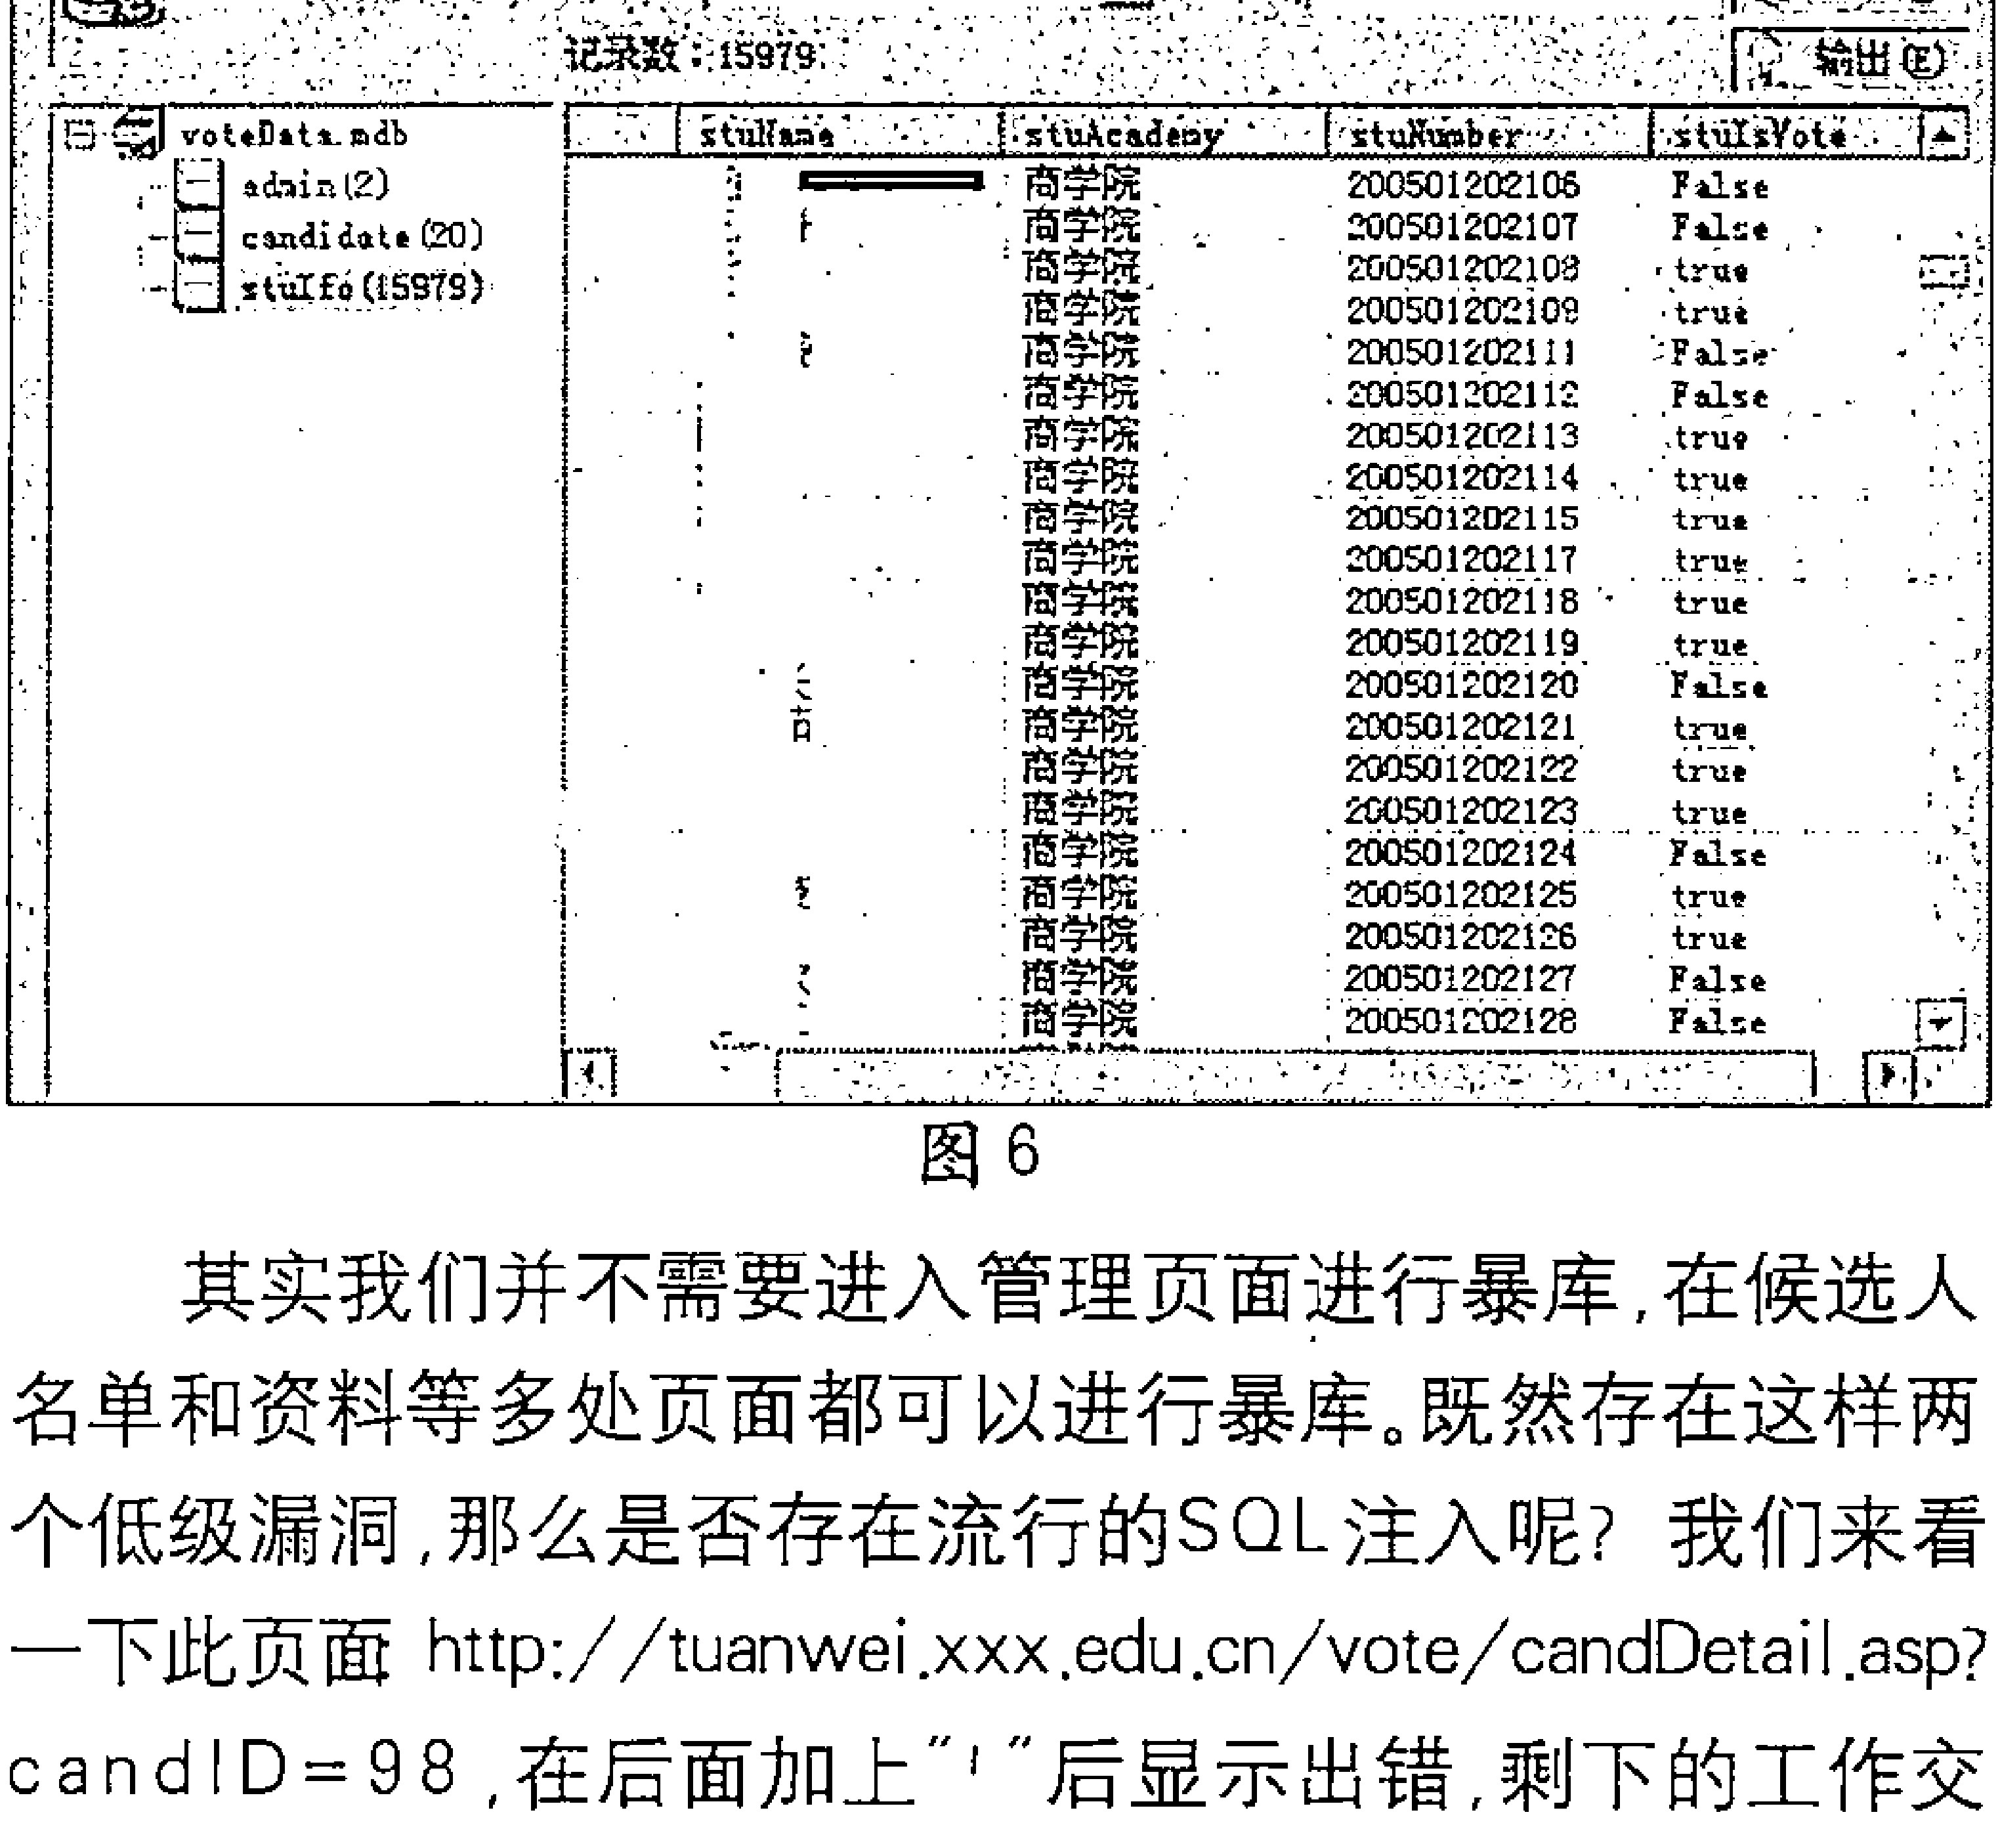 记录数：15979
输出(E)
voteData.mdb
admin(2)
candidate(20)
stuIfo(15979)
stuName stuAcademy stuNumber stuIsVote
商学院 200501202106 False
商学院 200501202107 False
商学院 200501202108 true
商学院 200501202109 true
商学院 200501202111 False
商学院 200501202112 False
商学院 200501202113 true
商学院 200501202114 true
商学院 200501202115 true
商学院 200501202117 true
商学院 200501202118 true
商学院 200501202119 true
商学院 200501202120 False
商学院 200501202121 true
商学院 200501202122 true
商学院 200501202123 true
商学院 200501202124 False
商学院 200501202125 true
商学院 200501202126 true
商学院 200501202127 False
商学院 200501202128 False
图 6
其实我们并不需要进入管理页面进行暴库,在候选人
名单和资料等多处页面都可以进行暴库。既然存在这样两
个低级漏洞,那么是否存在流行的SQL注入呢? 我们来看
一下此页面 http://tuanwei.xxx.edu.cn/vote/candDetail.asp?
candID=98,在后面加上"'"后显示出错,剩下的工作交